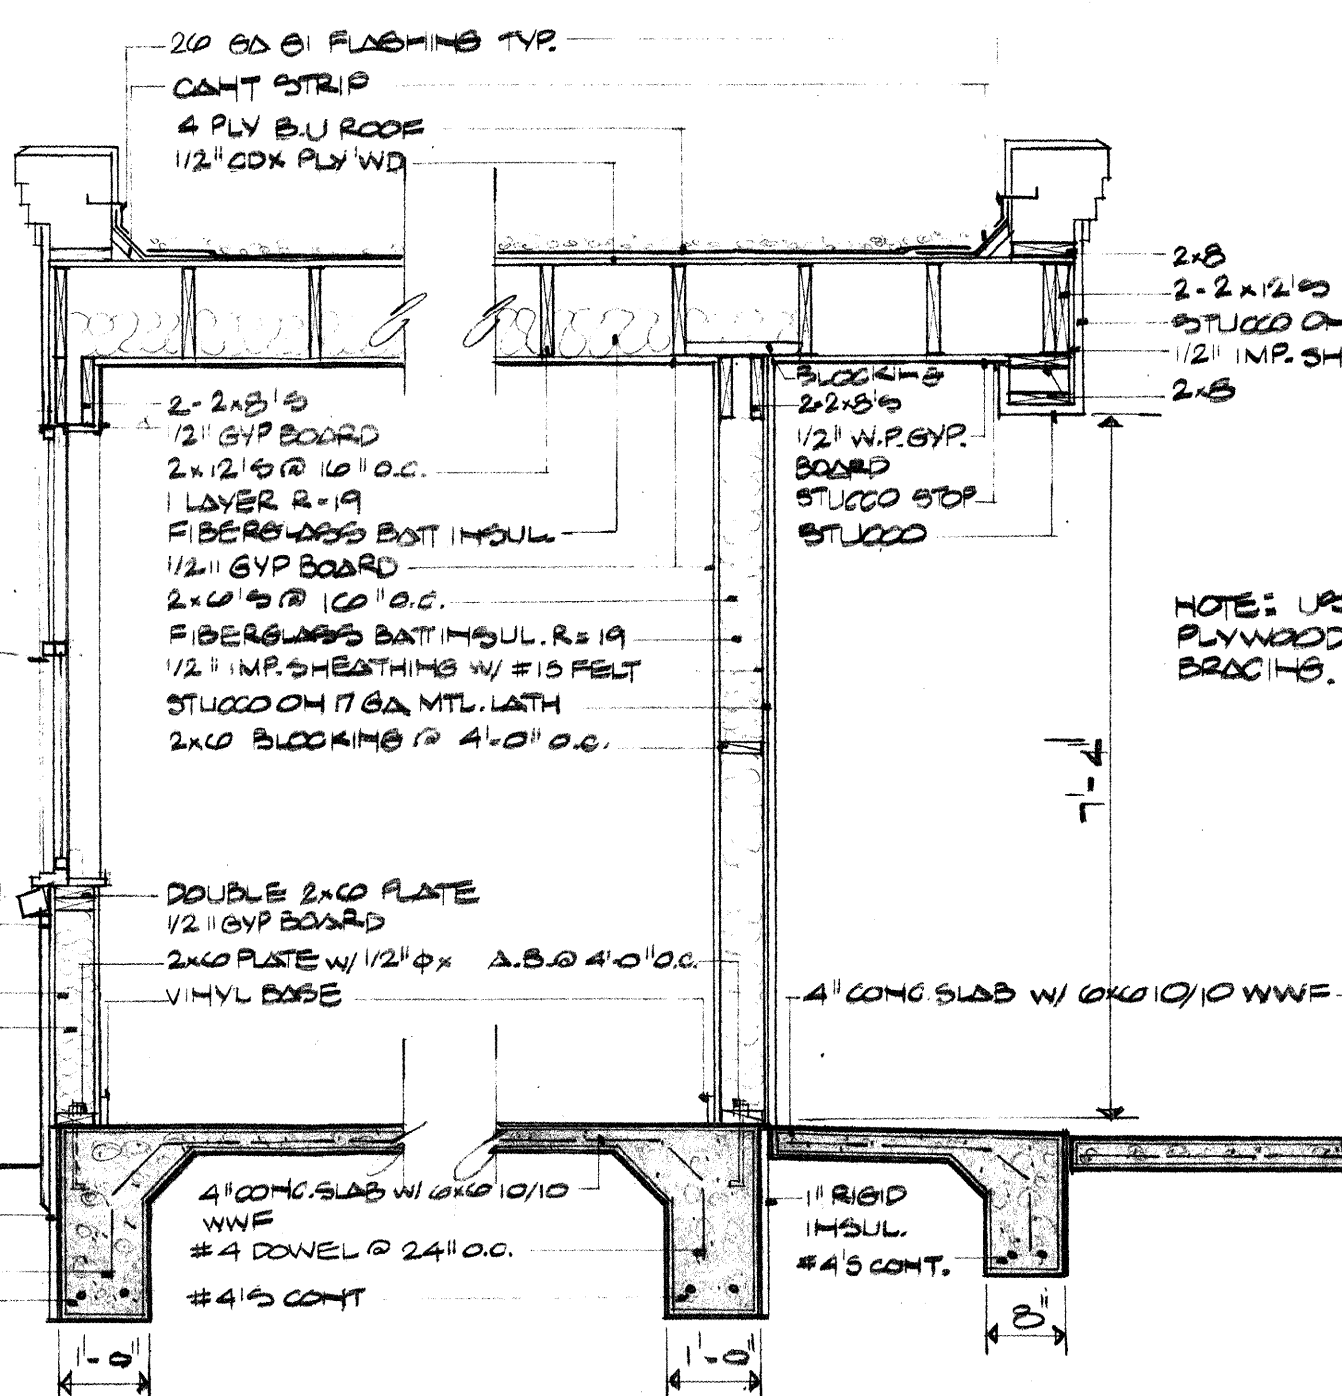 26 GA GI FLASHING TYP.
CANT STRIP
4 PLY B.U ROOF
1/2" CDX PLY'WD
2x8
2-2x12'S
STUCCO ON
1/2" IMP. SH
2x8
2-2x8'S
1/2" GYP BOARD
2x12'S @ 16" O.C.
1 LAYER R-19
FIBERGLASS BATT INSUL.
1/2" GYP BOARD
2x6'S @ 16" O.C.
FIBERGLASS BATT INSUL. R=19
1/2" IMP. SHEATHING W/ #15 FELT
STUCCO ON 17 GA MTL. LATH
2x6 BLOCKING @ 4'-0" O.C.
BLOCKING
2-2x8'S
1/2" W.P. GYP.
BOARD
STUCCO STOP
STUCCO
NOTE: U
PLYWOOD
BRACING.
7'-4
DOUBLE 2x6 PLATE
1/2" GYP BOARD
2x6 PLATE W/ 1/2" φ x A.B. @ 4'-0" O.C.
VINYL BASE
4" CONC. SLAB W/ 6x6 10/10 WWF
4" CONC. SLAB W/ 6x6 10/10
WWF
#4 DOWEL @ 24" O.C.
#4'S CONT
1" RIGID
INSUL.
#4'S CONT.
1'-0"
1'-0"
8"